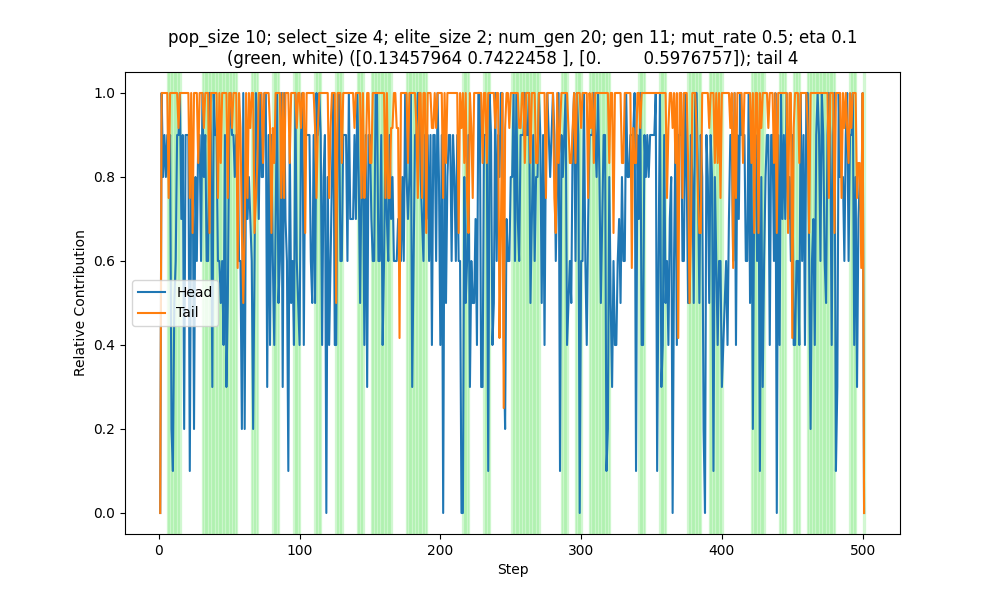 pop_size 10; select_size 4; elite_size 2; num_gen 20; gen 11; mut_rate 0.5; eta 0.1
(green, white) ([0.13457964 0.7422458 ], [0.        0.5976757]); tail 4
1.0
0.8
0.6
0.4
0.2
0.0
Relative Contribution
Head
Tail
0 100 200 300 400 500
Step